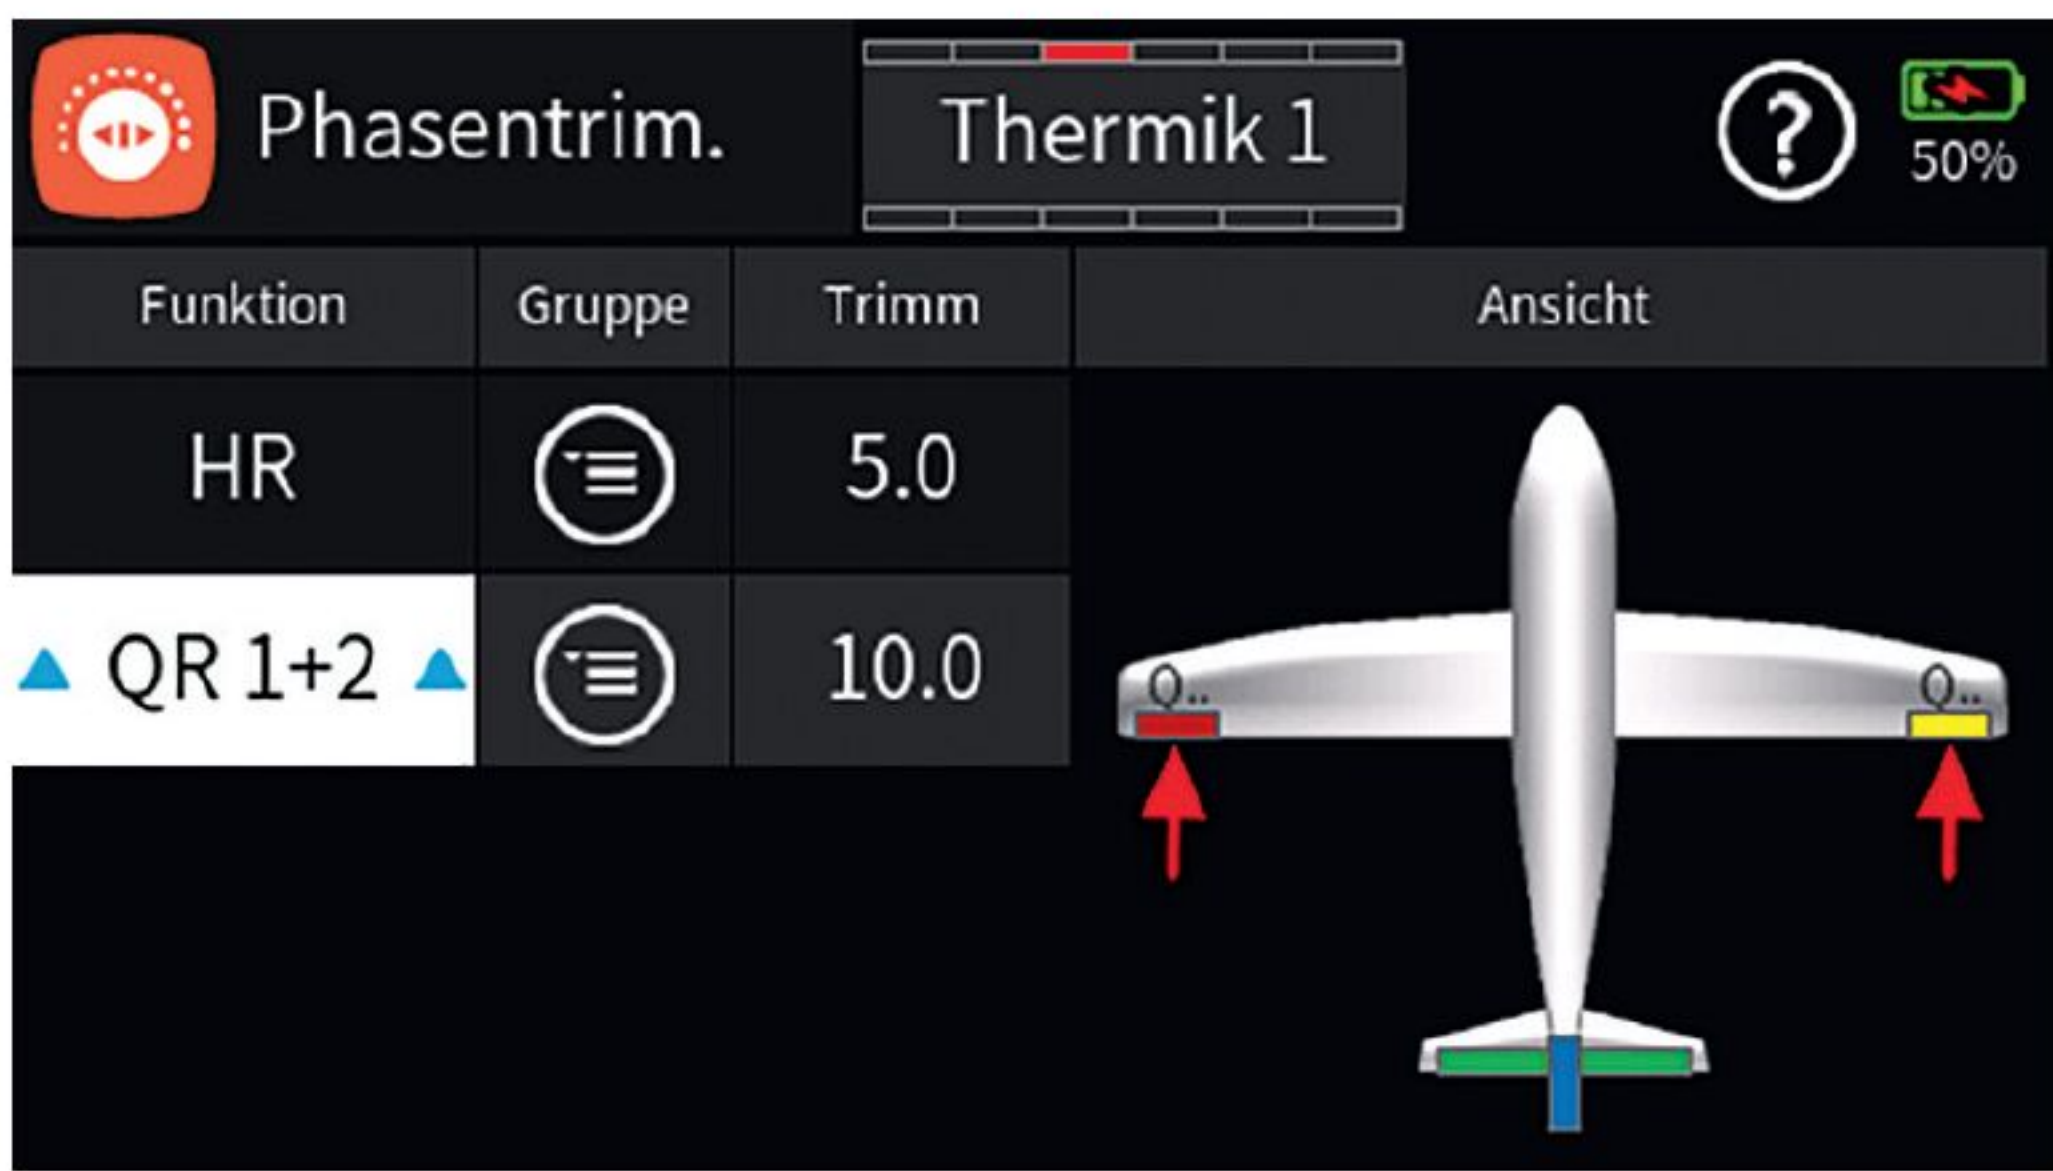 Phasentrim.
Thermik 1
?
50%
Funktion Gruppe Trimm Ansicht
HR 5.0
QR 1+2 10.0
Q.. Q..